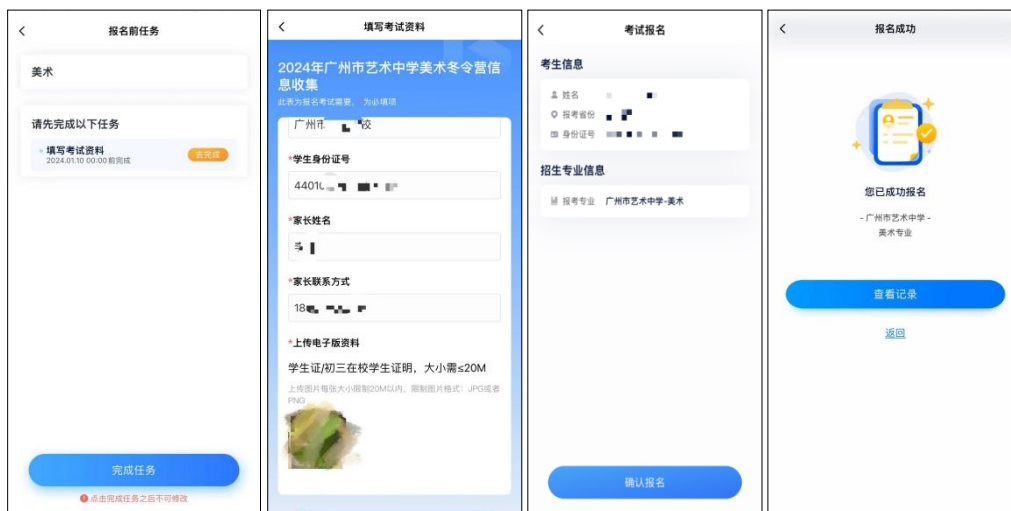 报名前任务
美术
请先完成以下任务
填写考试资料
2024.01.10 00:00前完成
去完成
完成任务
点击完成任务之后不可修改
填写考试资料
2024年广州市艺术中学美术冬令营信
息收集
此表为报名考试需要， 为必填项
广州市 校
*学生身份证号
4401
*家长姓名
*家长联系方式
18
*上传电子版资料
学生证/初三在校学生证明，大小需≤20M
上传图片每张大小限制20M以内，限制图片格式：JPG或者
PNG
考试报名
考生信息
姓名
报考省份
身份证号
招生专业信息
报考专业 广州市艺术中学-美术
确认报名
报名成功
您已成功报名
- 广州市艺术中学 -
美术专业
查看记录
返回